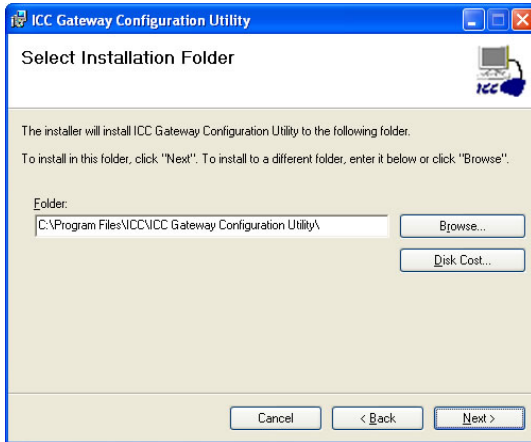 ICC Gateway Configuration Utility
Select Installation Folder
ICC
The installer will install ICC Gateway Configuration Utility to the following folder.
To install in this folder, click "Next". To install to a different folder, enter it below or click "Browse".
Folder:
C:\Program Files\ICC\ICC Gateway Configuration Utility\
Browse...
Disk Cost...
Cancel
< Back
Next >